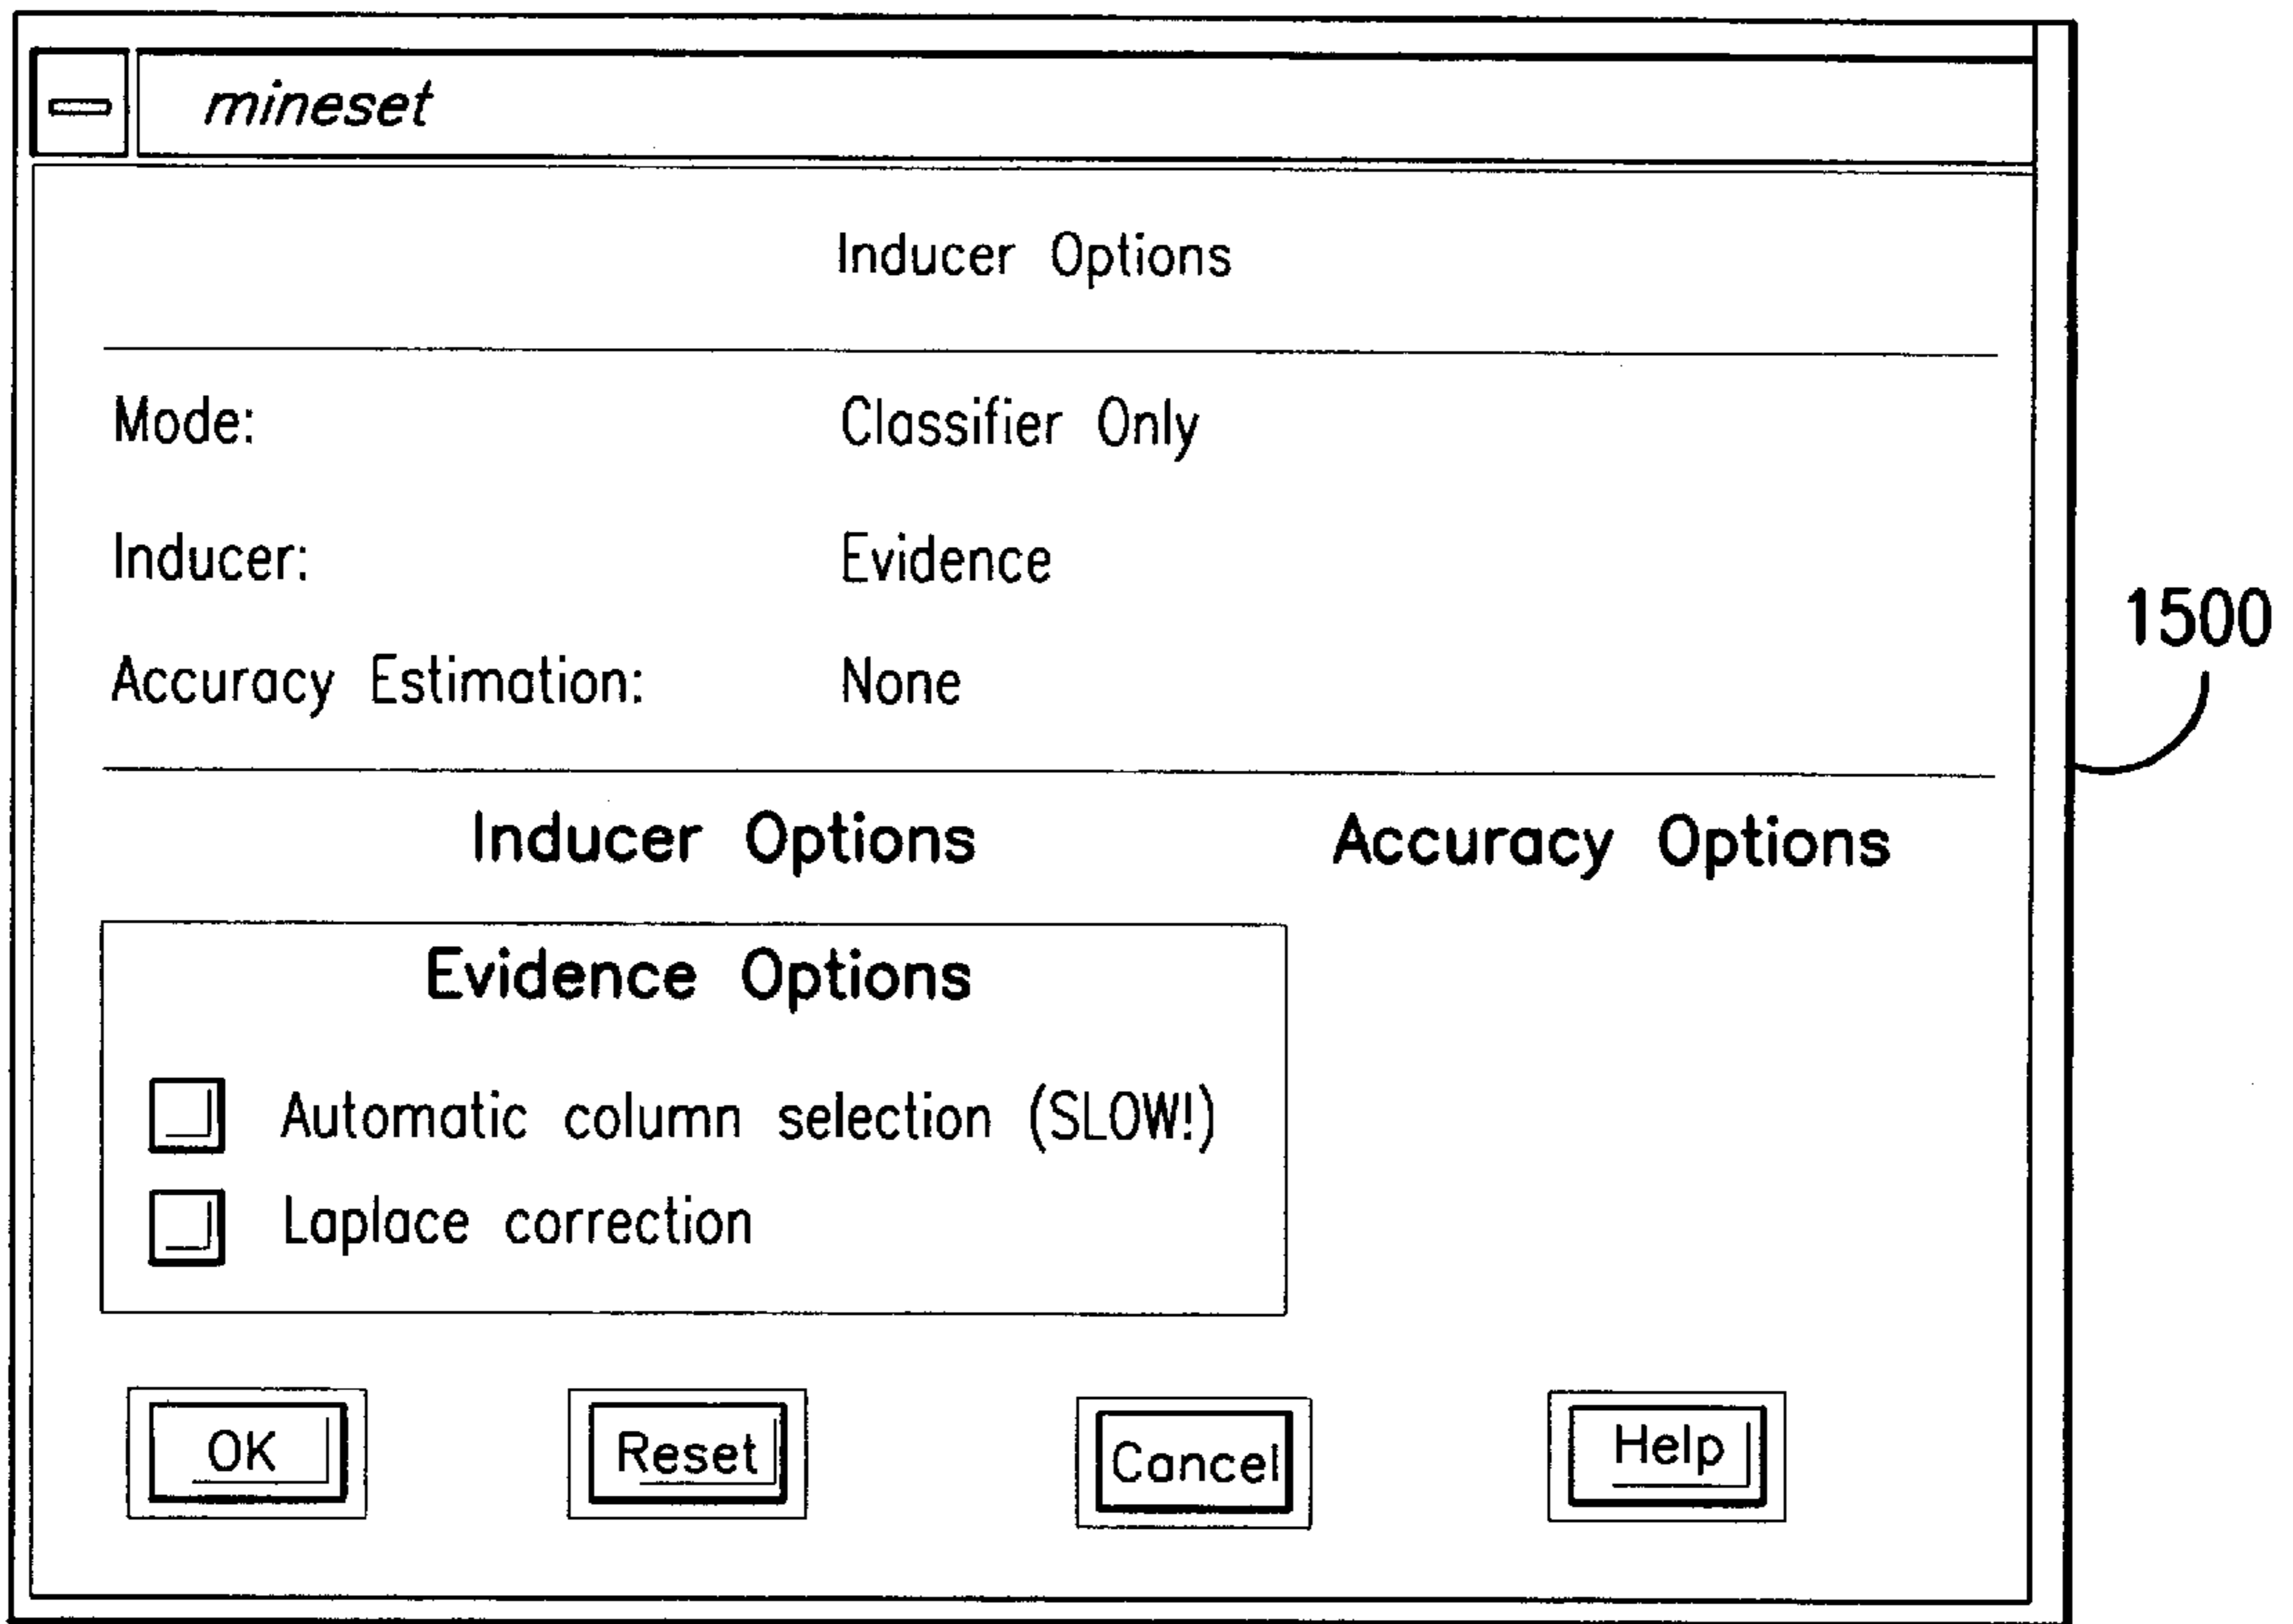 mineset
Inducer Options
Mode: Classifier Only
Inducer: Evidence
Accuracy Estimation: None
1500
Inducer Options Accuracy Options
Evidence Options
Automatic column selection (SLOW!)
Laplace correction
OK Reset Cancel Help